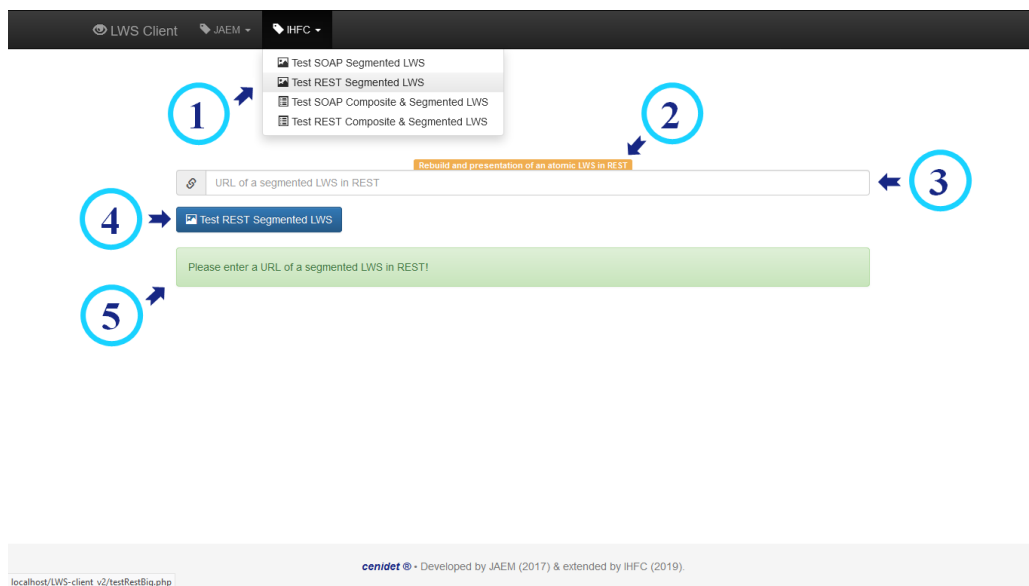 LWS Client JAEM IHFC
Test SOAP Segmented LWS
Test REST Segmented LWS
Test SOAP Composite & Segmented LWS
Test REST Composite & Segmented LWS
1
2
Rebuild and presentation of an atomic LWS in REST
URL of a segmented LWS in REST
3
4
Test REST Segmented LWS
Please enter a URL of a segmented LWS in REST!
5
cenidet ® • Developed by JAEM (2017) & extended by IHFC (2019).
localhost/LWS-client_v2/testRestBig.php